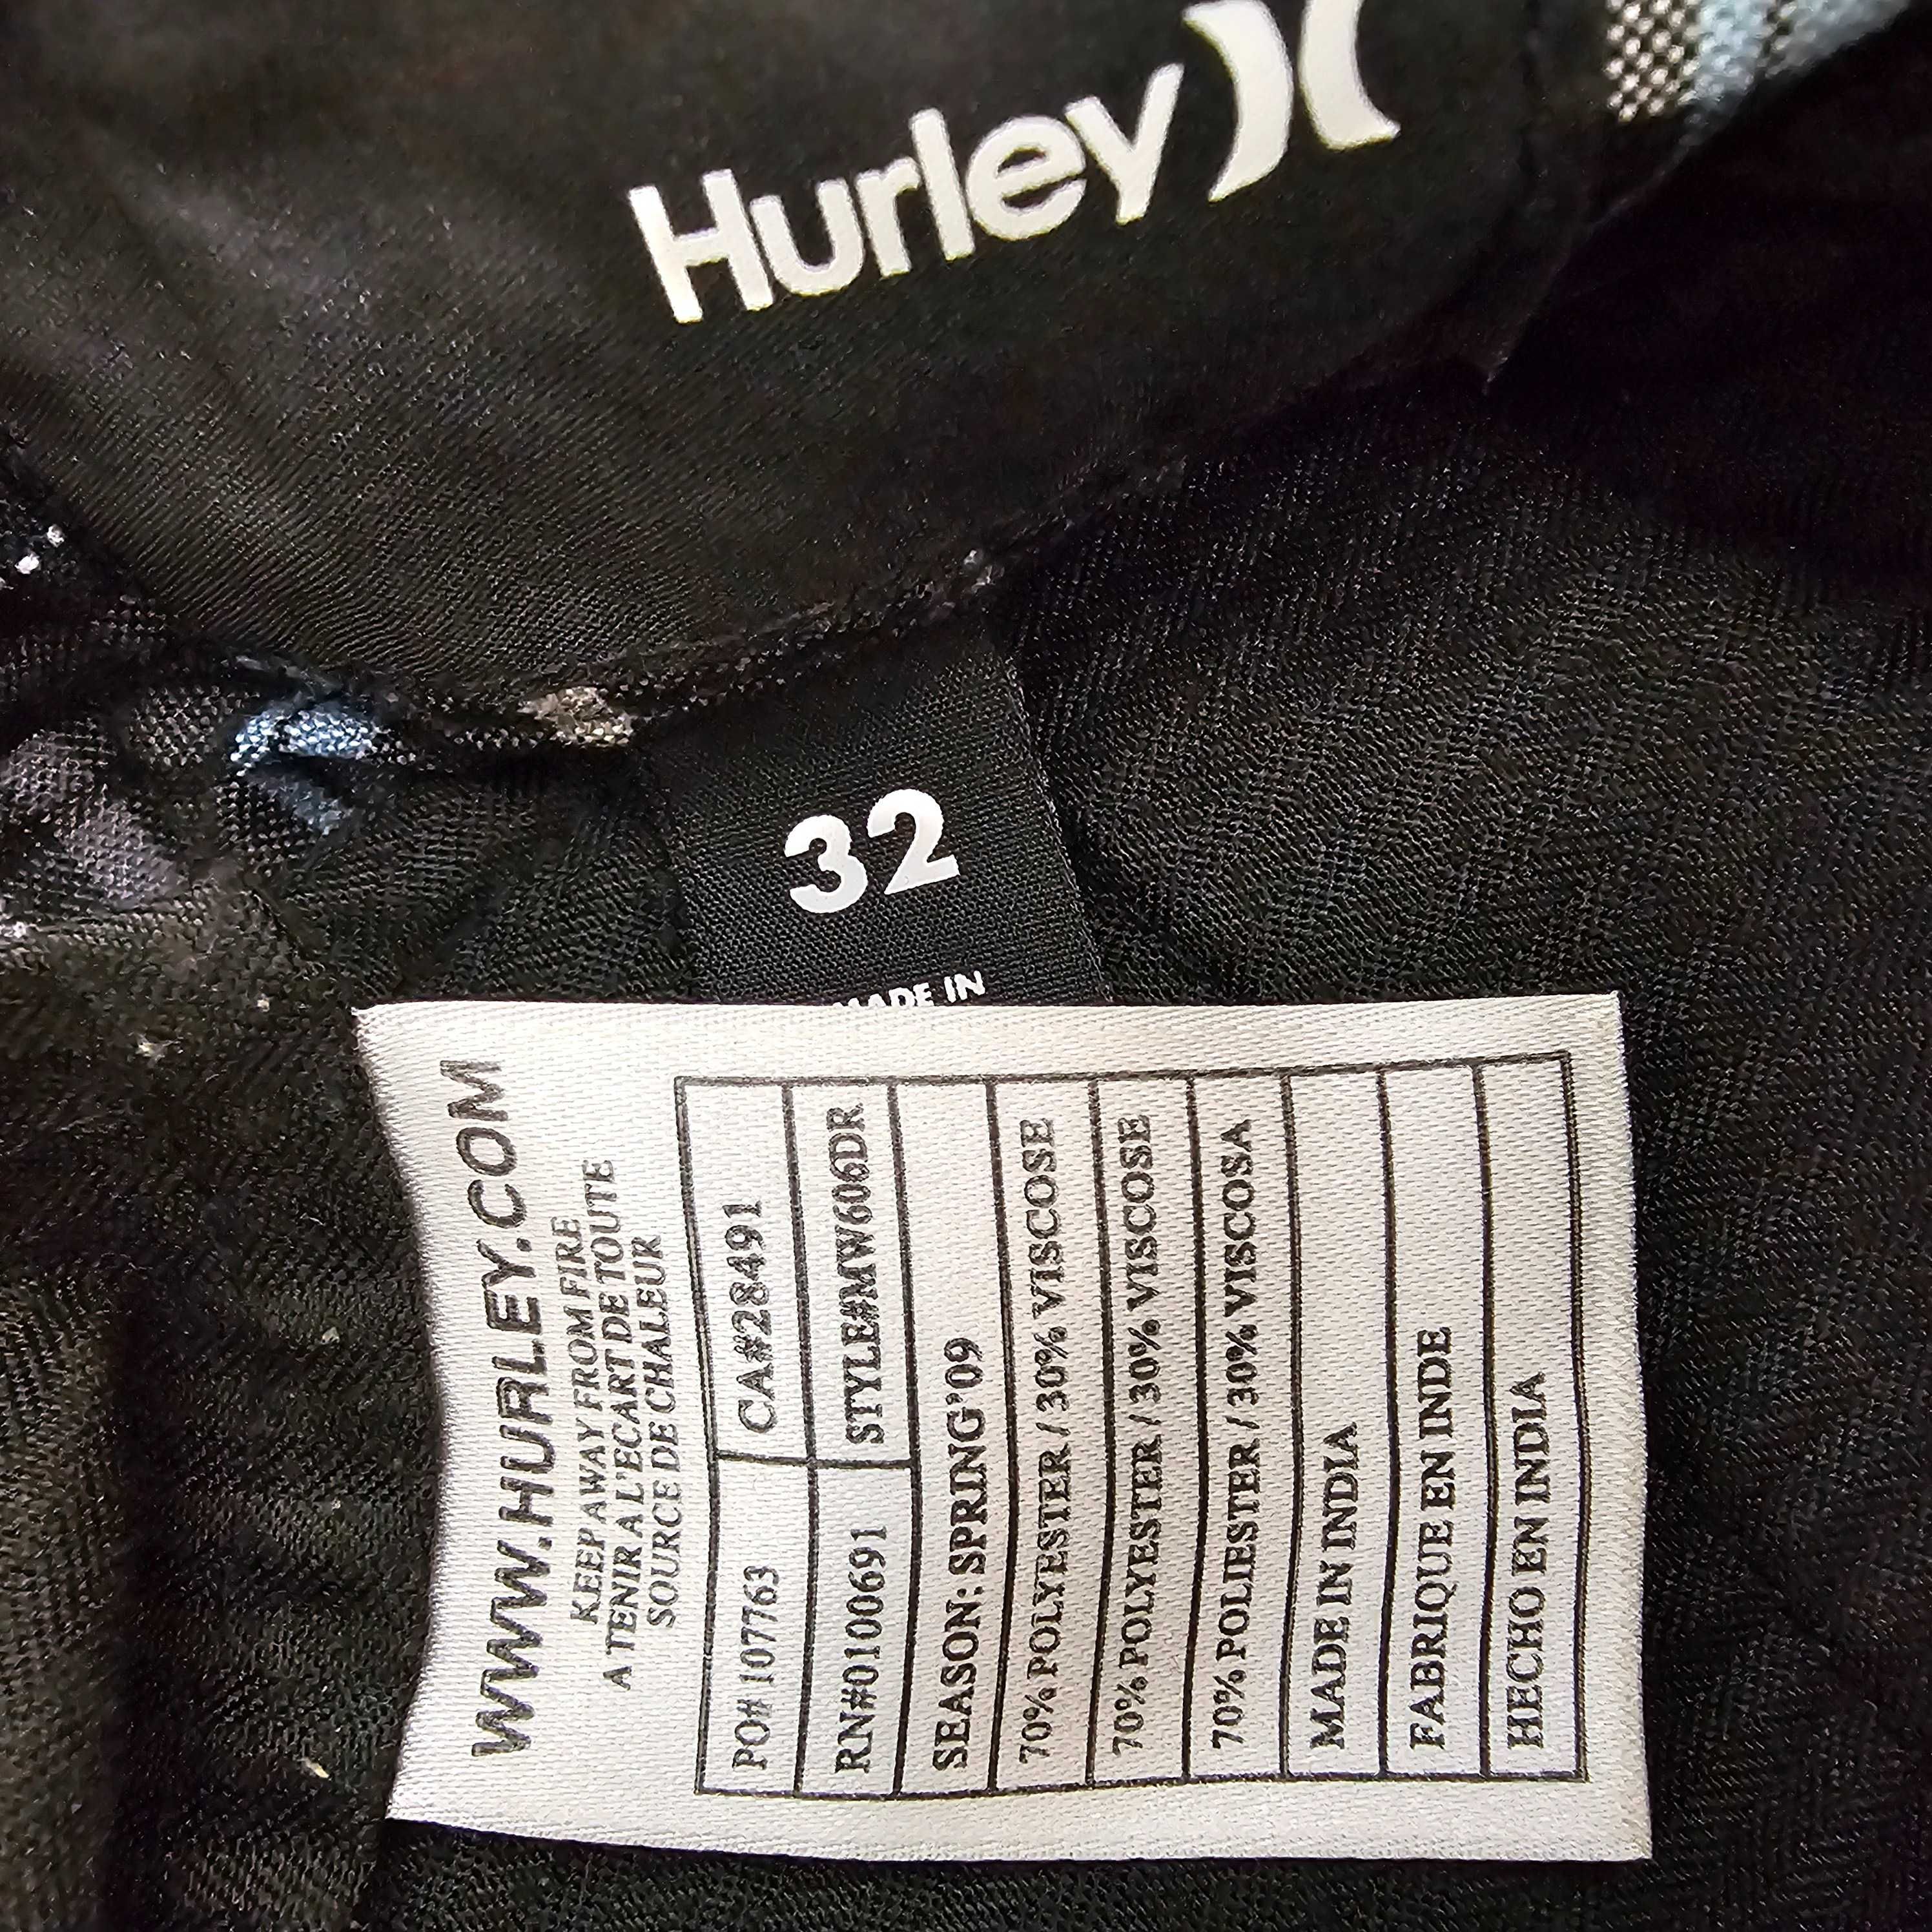 Hurley
32
MADE IN
WWW.HURLEY.COM
KEEP AWAY FROM FIRE
A TENIR A L'ECART DE TOUTE
SOURCE DE CHALEUR
PO# 107763 CA#28491
RN#0100691 STYLE#MW606DR
SEASON: SPRING'09
70% POLYESTER / 30% VISCOSE
70% POLYESTER / 30% VISCOSE
70% POLIESTER / 30% VISCOSA
MADE IN INDIA
FABRIQUE EN INDE
HECHO EN INDIA